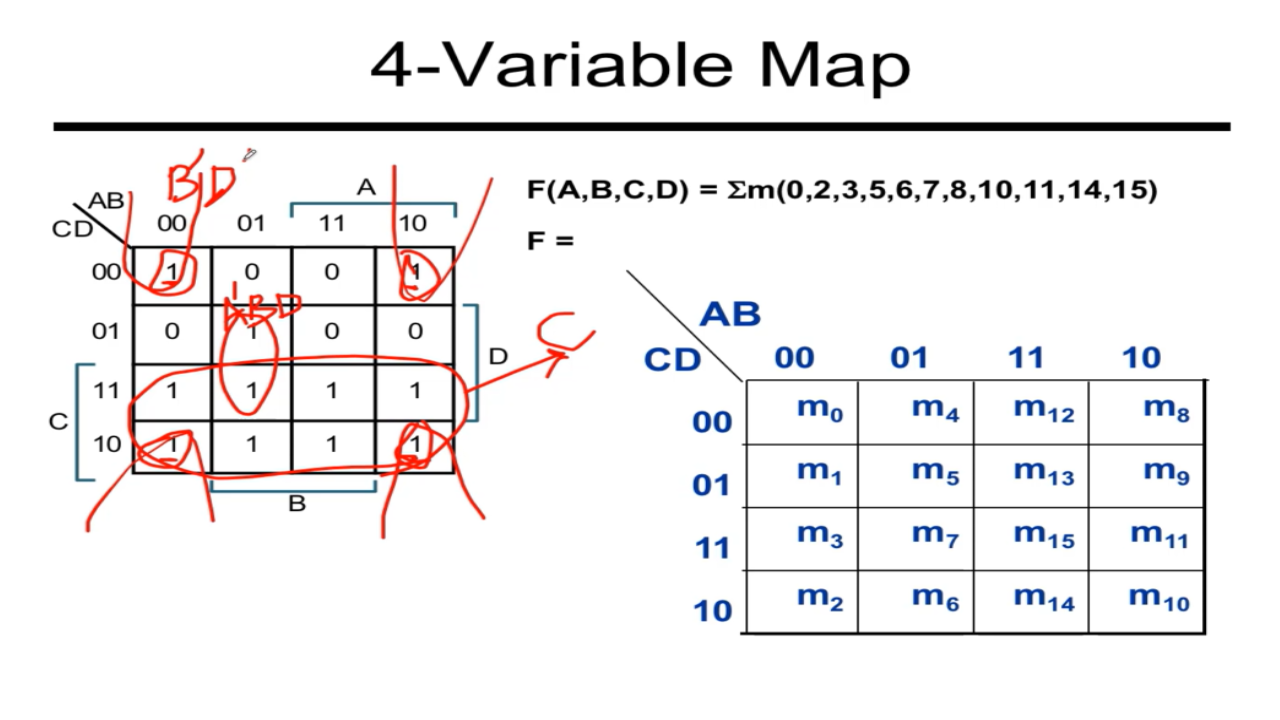 4-Variable Map
B'D'
A
F(A,B,C,D) = Σm(0,2,3,5,6,7,8,10,11,14,15)
AB
CD
00 01 11 10
F =
00 1 0 0 1
A'BD
01 0 1 0 0
C
D
11 1 1 1 1
C
10 1 1 1 1
B
AB
CD
00 01 11 10
00 m0 m4 m12 m8
01 m1 m5 m13 m9
11 m3 m7 m15 m11
10 m2 m6 m14 m10